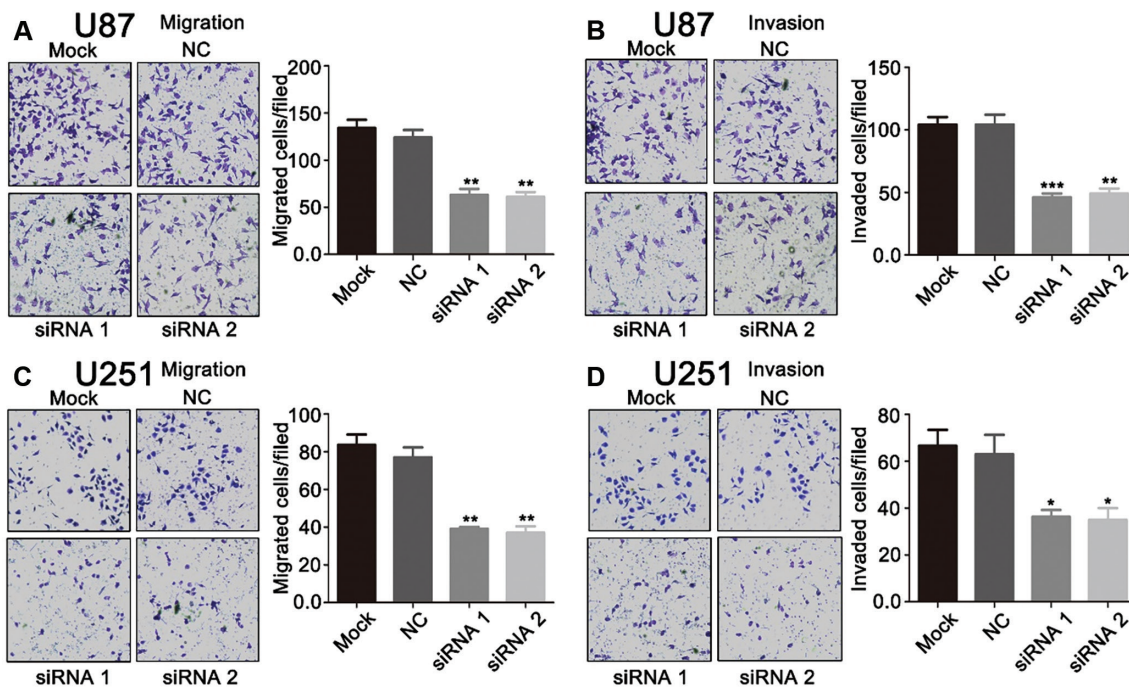 A U87 Migration
Mock NC
siRNA 1 siRNA 2
Migrated cells/filed
200
150
100
50
0.0
** **
Mock NC siRNA 1 siRNA 2
B U87 Invasion
Mock NC
siRNA 1 siRNA 2
Invaded cells/filed
150
100
50
0.0
*** **
Mock NC siRNA 1 siRNA 2
C U251 Migration
Mock NC
siRNA 1 siRNA 2
Migrated cells/filed
100
80
60
40
20
0.0
** **
Mock NC siRNA 1 siRNA 2
D U251 Invasion
Mock NC
siRNA 1 siRNA 2
Invaded cells/filed
80
60
40
20
0.0
* *
Mock NC siRNA 1 siRNA 2